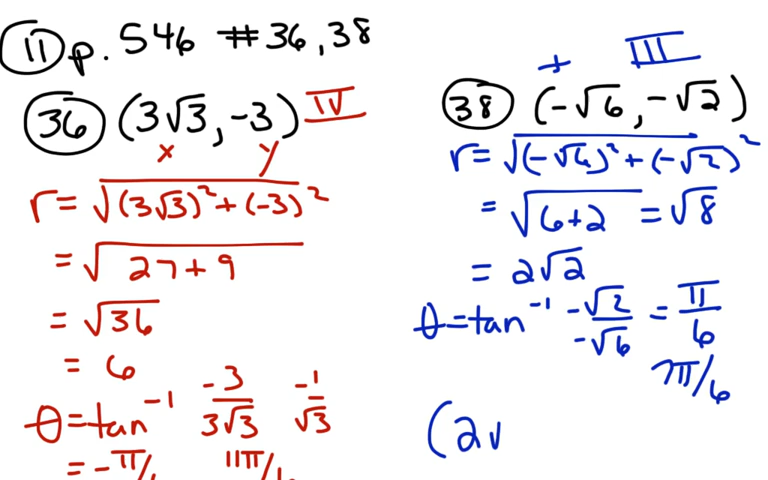 ⑪ p. 546 #36,38
㊱ (3√3, -3) IV
x y
r = √((3√3)² + (-3)²)
= √(27+9)
= √36
= 6
θ = tan⁻¹ -3/(3√3) -1/√3
= -π/ 11π/
+ III
㊳ (-√6, -√2)
r = √((-√6)² + (-√2)²)
= √(6+2) = √8
= 2√2
θ = tan⁻¹ -√2/-√6 = π/6
7π/6
(2√